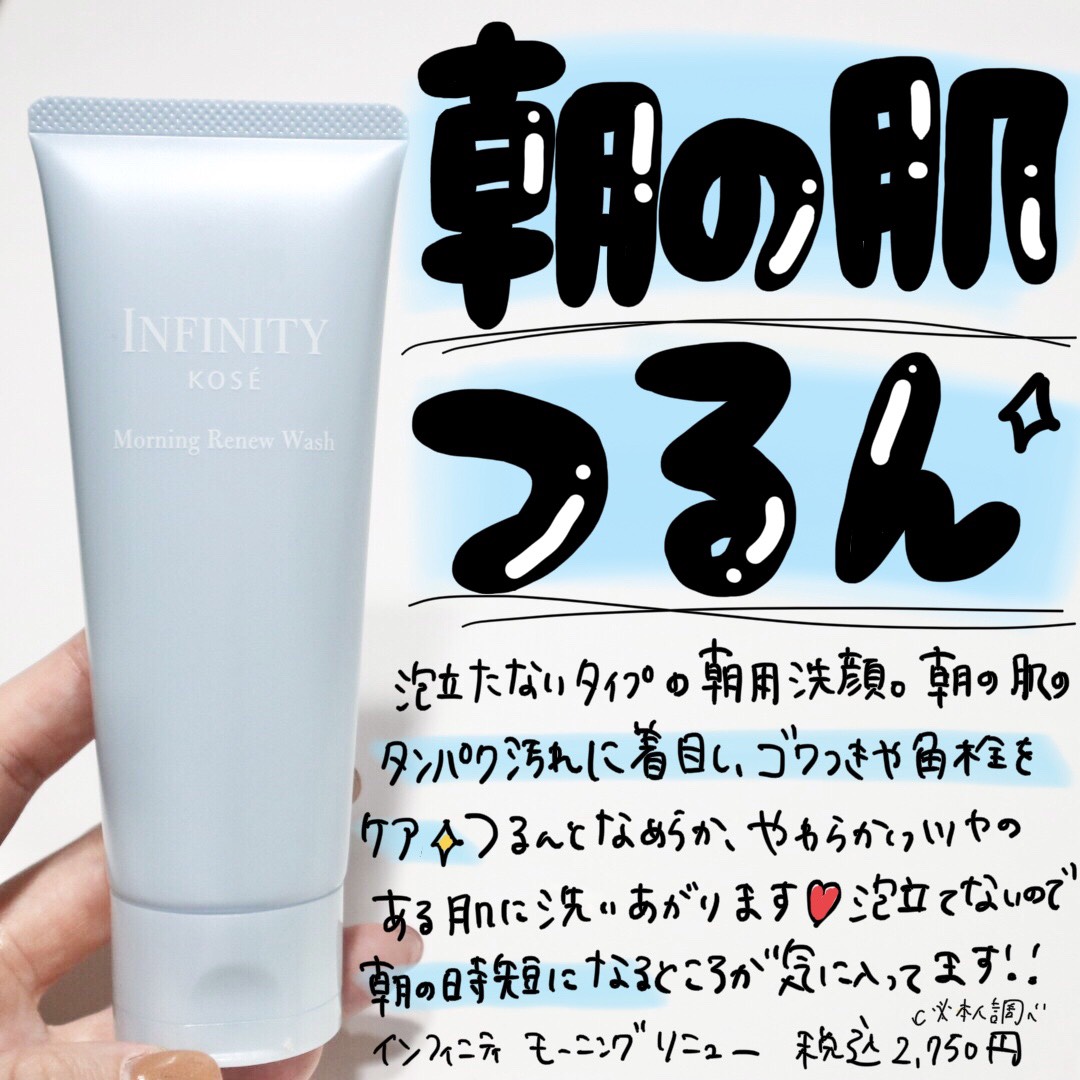 朝の肌
つるん
INFINITY
KOSÉ
Morning Renew Wash
泡立たないタイプの朝用洗顔。朝の肌の
タンパク汚れに着目し、ゴワつきや角栓を
ケアつるんとなめらか、やわらかくツヤの
ある肌に洗いあがります泡立てないので
朝の時短になるところが気に入ってます!!
インフィニティ モーニングリニュー 税込2,750円